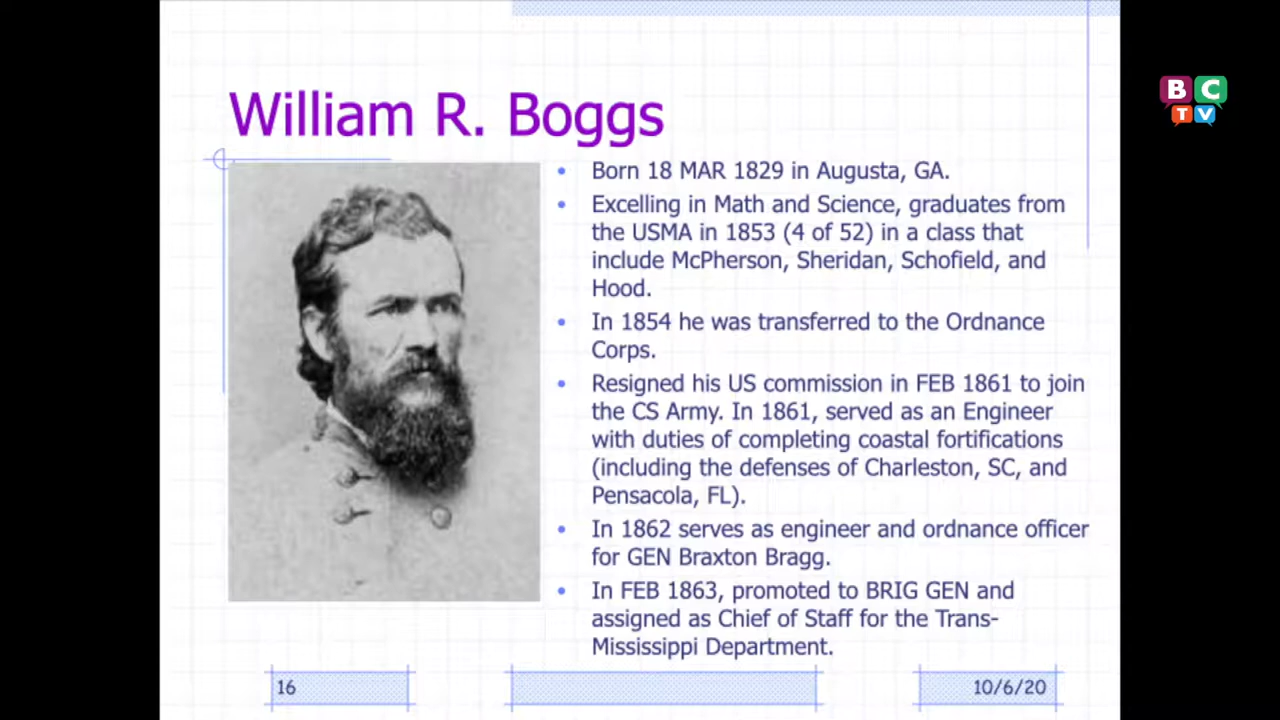 BC
TV
William R. Boggs
• Born 18 MAR 1829 in Augusta, GA.
• Excelling in Math and Science, graduates from
the USMA in 1853 (4 of 52) in a class that
include McPherson, Sheridan, Schofield, and
Hood.
• In 1854 he was transferred to the Ordnance
Corps.
• Resigned his US commission in FEB 1861 to join
the CS Army. In 1861, served as an Engineer
with duties of completing coastal fortifications
(including the defenses of Charleston, SC, and
Pensacola, FL).
• In 1862 serves as engineer and ordnance officer
for GEN Braxton Bragg.
• In FEB 1863, promoted to BRIG GEN and
assigned as Chief of Staff for the Trans-
Mississippi Department.
16
10/6/20